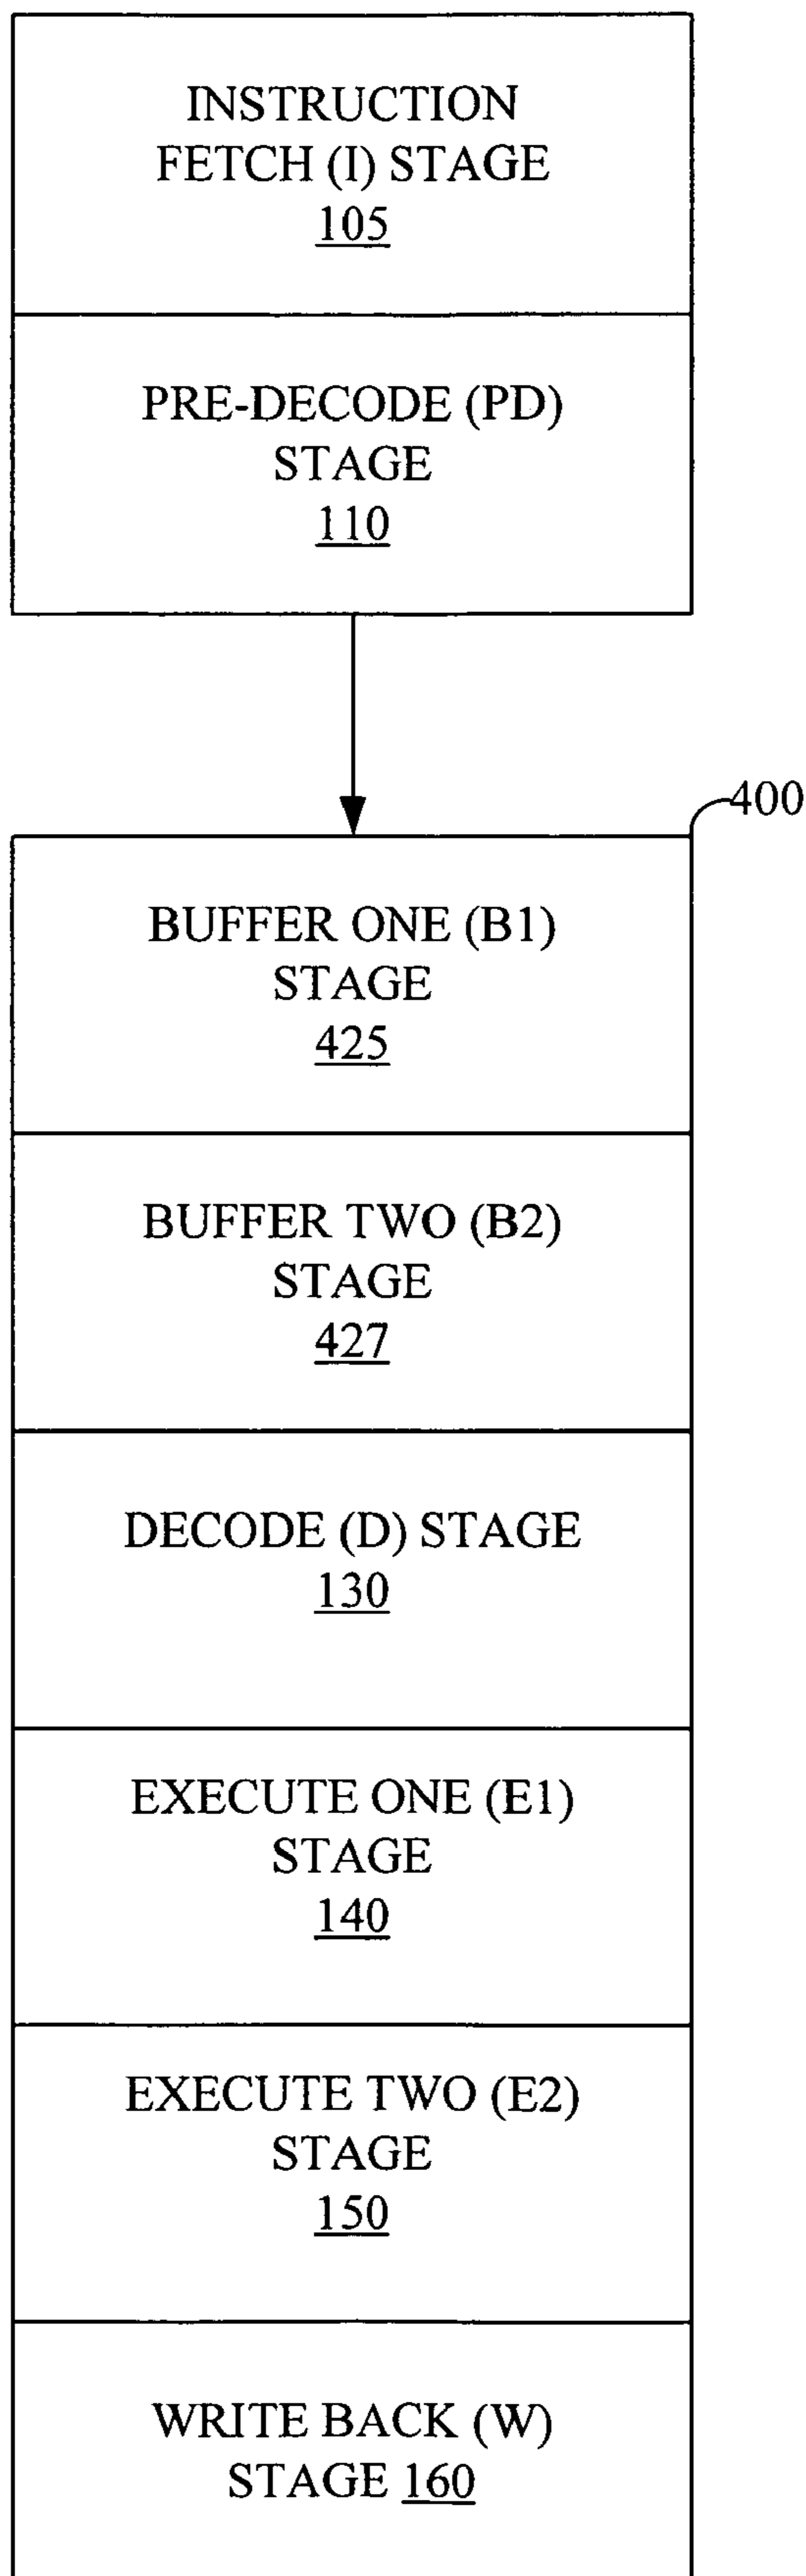 INSTRUCTION
FETCH (I) STAGE
105
PRE-DECODE (PD)
STAGE
110
400
BUFFER ONE (B1)
STAGE
425
BUFFER TWO (B2)
STAGE
427
DECODE (D) STAGE
130
EXECUTE ONE (E1)
STAGE
140
EXECUTE TWO (E2)
STAGE
150
WRITE BACK (W)
STAGE 160